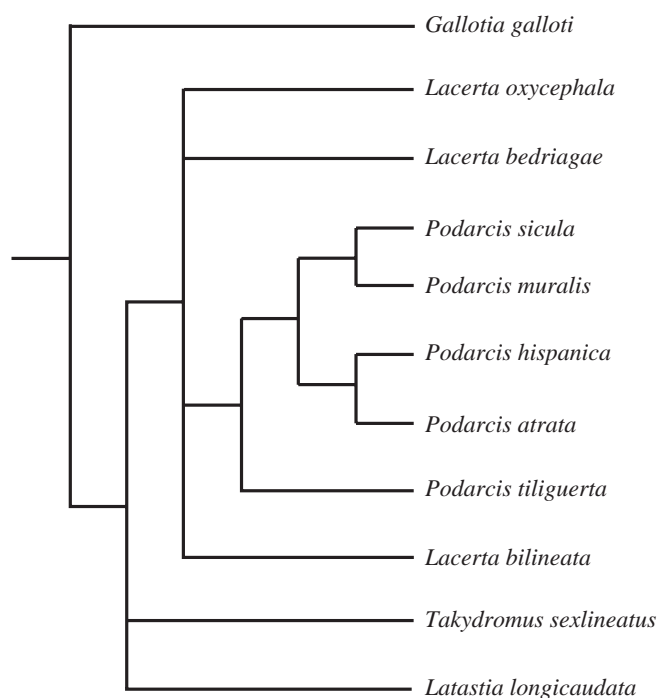 Gallotia galloti
Lacerta oxycephala
Lacerta bedriagae
Podarcis sicula
Podarcis muralis
Podarcis hispanica
Podarcis atrata
Podarcis tiliguerta
Lacerta bilineata
Takydromus sexlineatus
Latastia longicaudata